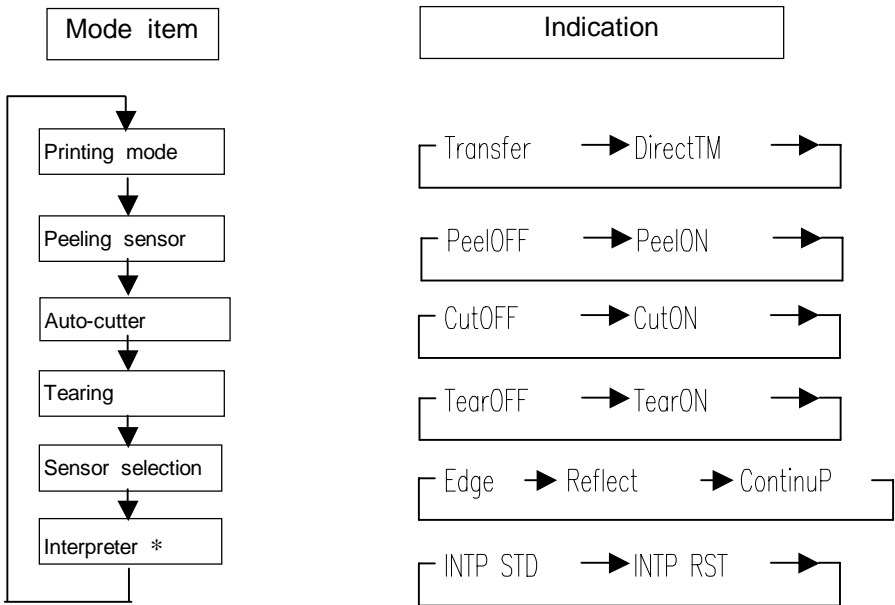 Mode item
Indication
Printing mode
Transfer DirectTM
Peeling sensor
PeelOFF PeelON
Auto-cutter
CutOFF CutON
Tearing
TearOFF TearON
Sensor selection
Edge Reflect ContinuP
Interpreter *
INTP STD INTP RST